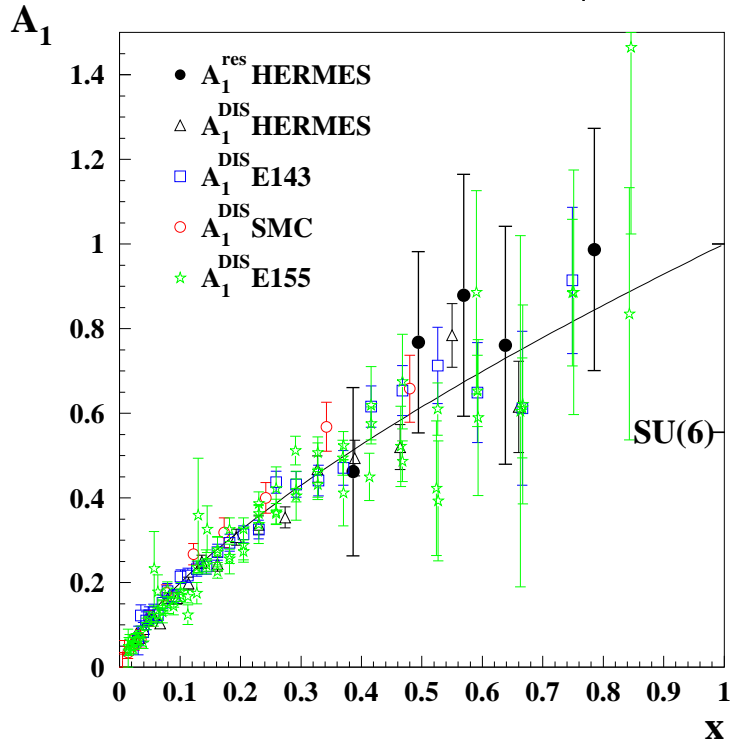 A1
1.4
1.2
1
0.8
0.6
0.4
0.2
0
A1res HERMES
A1DIS HERMES
A1DIS E143
A1DIS SMC
A1DIS E155
SU(6)
0 0.1 0.2 0.3 0.4 0.5 0.6 0.7 0.8 0.9 1
x